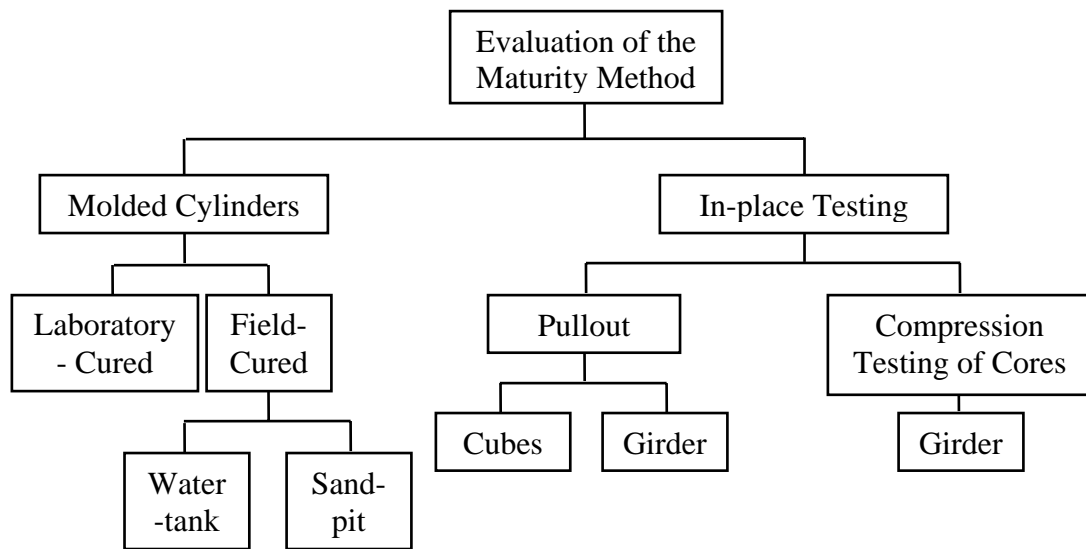 Evaluation of the
Maturity Method
Molded Cylinders
In-place Testing
Laboratory
- Cured
Field-
Cured
Pullout
Compression
Testing of Cores
Cubes
Girder
Girder
Water
-tank
Sand-
pit